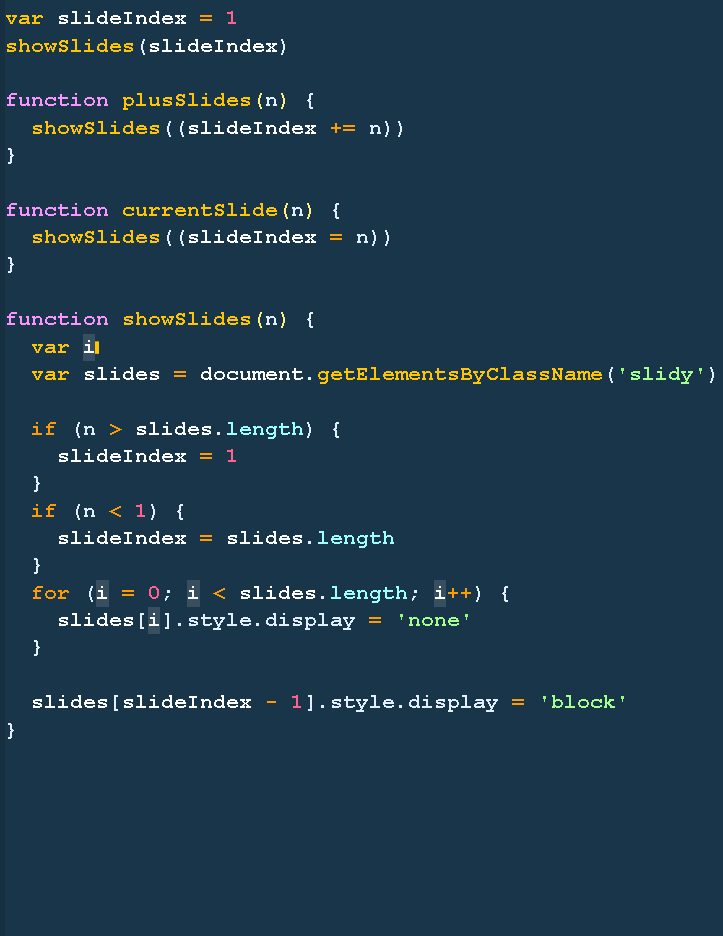 var slideIndex = 1
showSlides(slideIndex)

function plusSlides(n) {
  showSlides((slideIndex += n))
}

function currentSlide(n) {
  showSlides((slideIndex = n))
}

function showSlides(n) {
  var i
  var slides = document.getElementsByClassName('slidy')

  if (n > slides.length) {
    slideIndex = 1
  }
  if (n < 1) {
    slideIndex = slides.length
  }
  for (i = 0; i < slides.length; i++) {
    slides[i].style.display = 'none'
  }

  slides[slideIndex - 1].style.display = 'block'
}